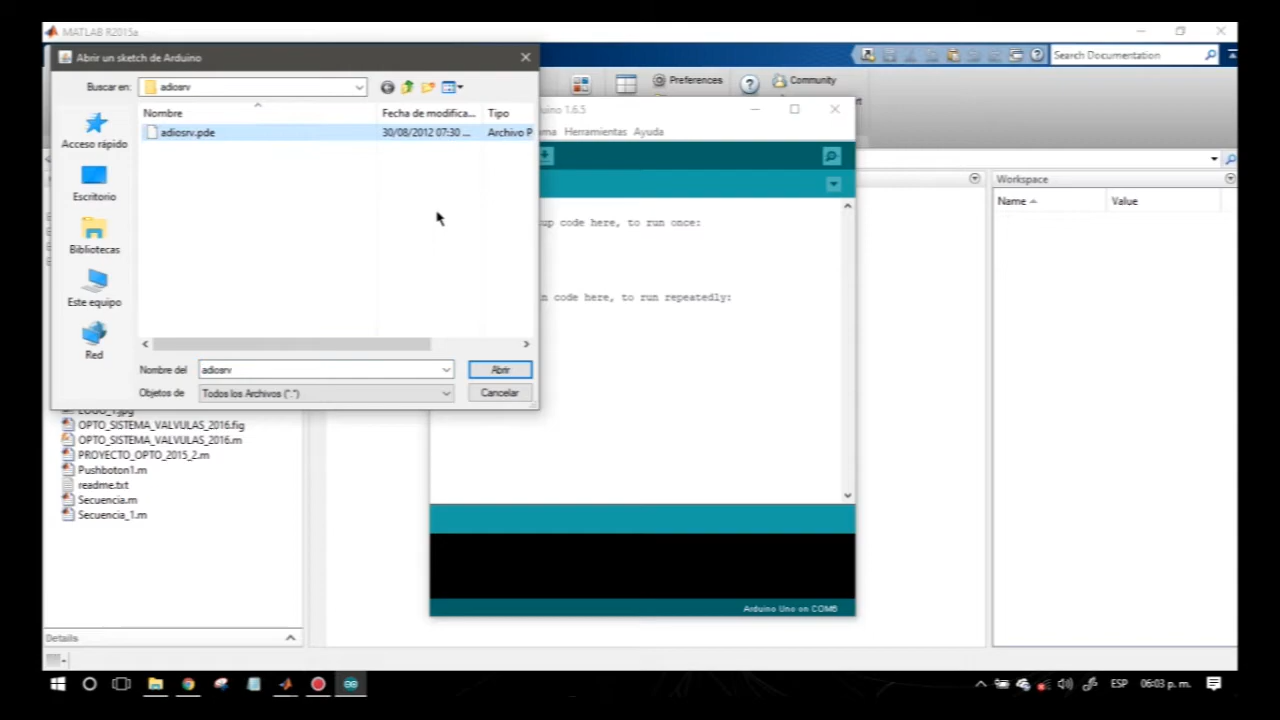 MATLAB R2015a
Search Documentation
Preferences
Community
Abrir un sketch de Arduino
Buscar en:
adiosrv
Nombre
Fecha de modifica...
Tipo
adiosrv.pde
30/08/2012 07:30 ...
Archivo P
Acceso rápido
Escritorio
Bibliotecas
Este equipo
Red
Nombre del
adiosrv
Abrir
Objetos de
Todos los Archivos (*.*)
Cancelar
1.6.5
Herramientas
Ayuda
code here, to run once:
code here, to run repeatedly:
Arduino Uno on COM6
Workspace
Name
Value
LOGO_1.jpg
OPTO_SISTEMA_VALVULAS_2016.fig
OPTO_SISTEMA_VALVULAS_2016.m
PROYECTO_OPTO_2015_2.m
Pushboton1.m
readme.txt
Secuencia.m
Secuencia_1.m
Details
ESP
06:03 p. m.